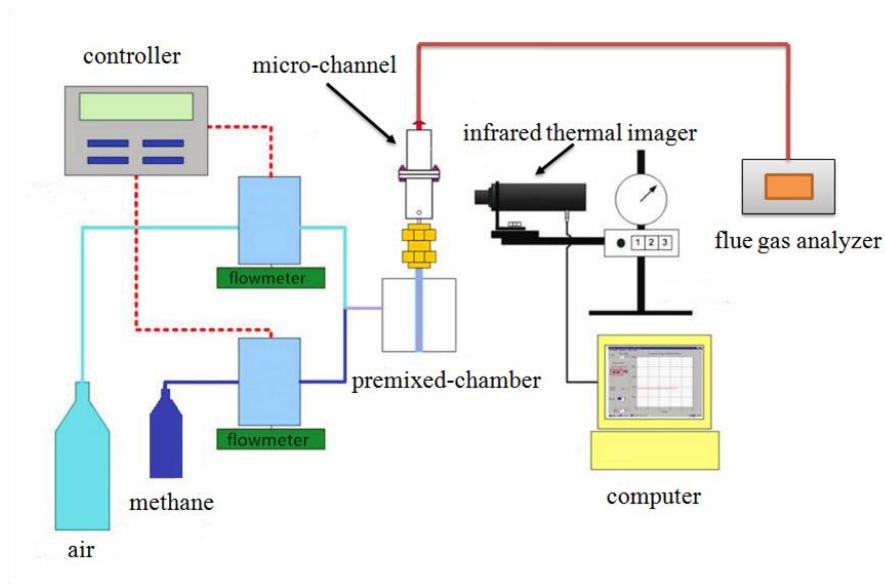 controller
micro-channel
infrared thermal imager
flue gas analyzer
1 2 3
flowmeter
premixed-chamber
flowmeter
methane
air
computer